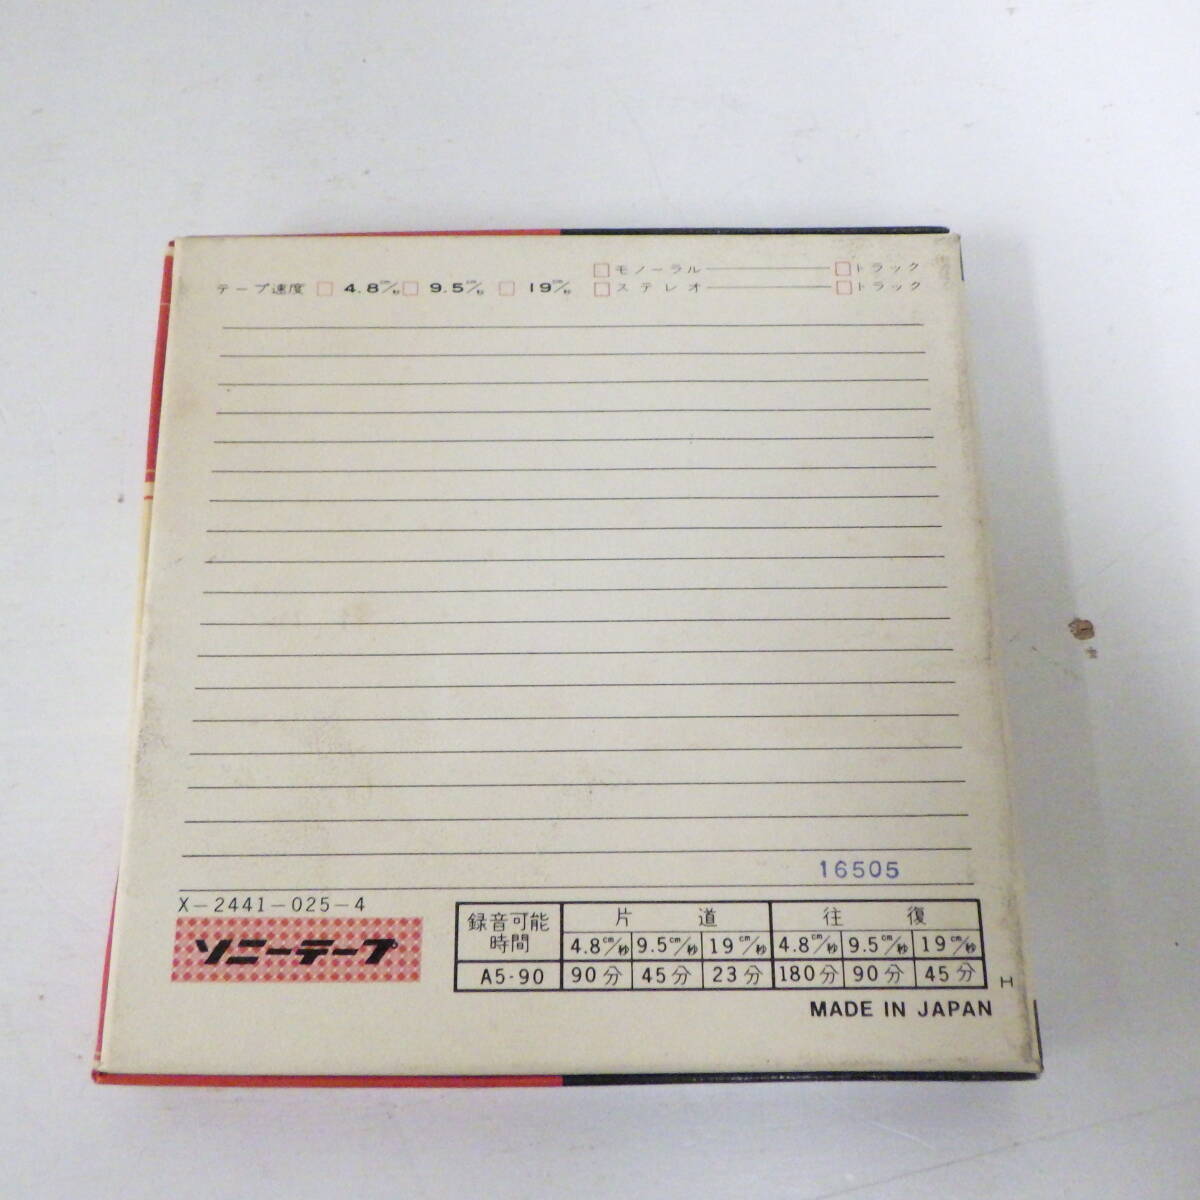 テープ速度 □ 4.8cm/秒 □ 9.5cm/秒 □ 19cm/秒
□ モノーラル―――― □ トラック
□ ステレオ―――― □ トラック
16505
X-2441-025-4
ソニーテープ
録音可能時間 片道 往復
4.8cm/秒 9.5cm/秒 19cm/秒 4.8cm/秒 9.5cm/秒 19cm/秒
A5-90 90分 45分 23分 180分 90分 45分
H
MADE IN JAPAN